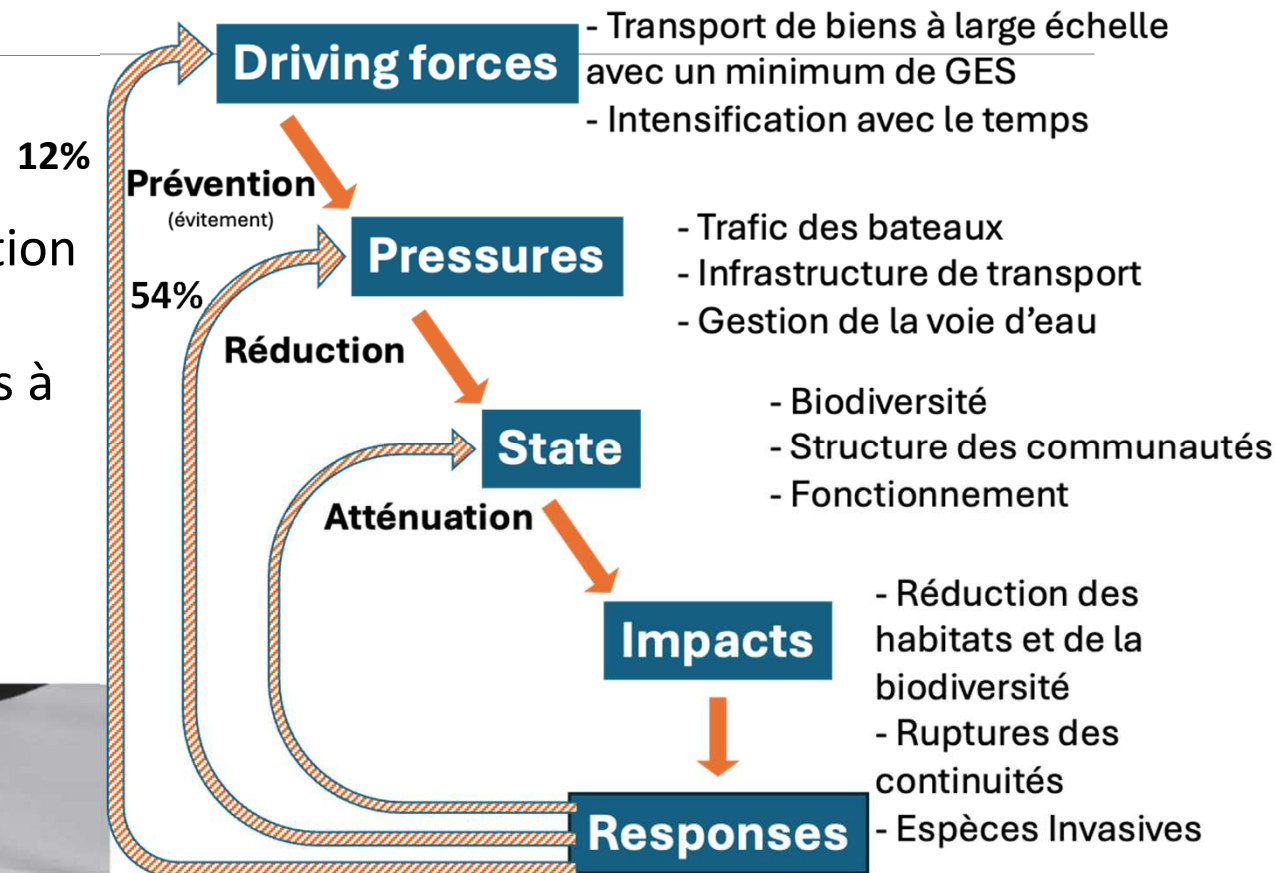 Driving forces
- Transport de biens à large échelle
avec un minimum de GES
- Intensification avec le temps
12%
Prévention
(évitement)
tion
54%
Pressures
- Trafic des bateaux
- Infrastructure de transport
- Gestion de la voie d’eau
Réduction
s à
State
- Biodiversité
- Structure des communautés
- Fonctionnement
Atténuation
Impacts
- Réduction des
habitats et de la
biodiversité
- Ruptures des
continuités
- Espèces Invasives
Responses